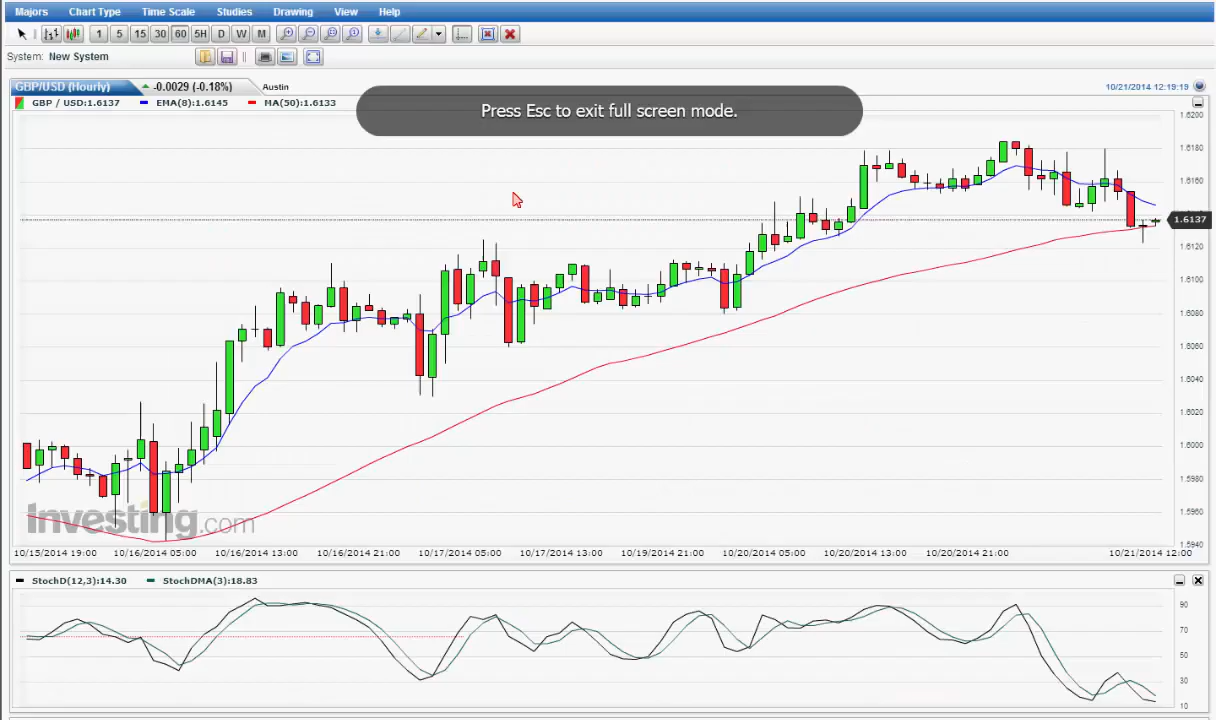 Majors Chart Type Time Scale Studies Drawing View Help
1 5 15 30 60 5H D W M
System: New System
GBP/USD (Hourly) -0.0029 (-0.18%) Austin 10/21/2014 12:19:19
GBP / USD:1.6137 EMA(8):1.6145 MA(50):1.6133
Press Esc to exit full screen mode.
1.6200
1.6180
1.6160
1.6137
1.6120
1.6100
1.6080
1.6060
1.6040
1.6020
1.6000
1.5980
1.5960
1.5940
Investing.com
10/15/2014 19:00 10/16/2014 05:00 10/16/2014 13:00 10/16/2014 21:00 10/17/2014 05:00 10/17/2014 13:00 10/19/2014 21:00 10/20/2014 05:00 10/20/2014 13:00 10/20/2014 21:00 10/21/2014 12:00
StochD(12,3):14.30 StochDMA(3):18.83
90
70
50
30
10